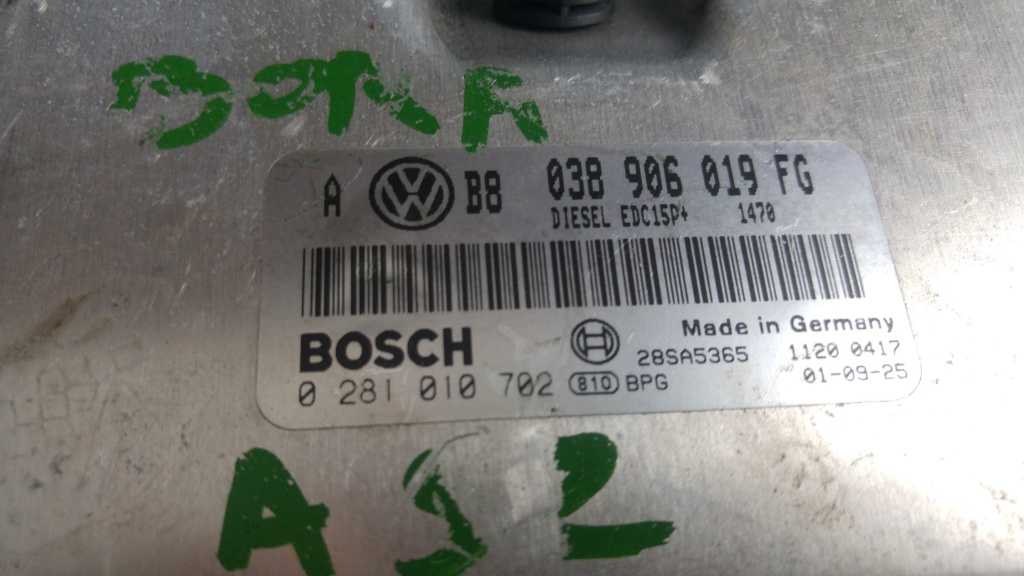 BORA
A B8 038 906 019 FG
DIESEL EDC15P+ 1470
Made in Germany
BOSCH 28SA5365 1120 0417
0 281 010 702 810 BPG 01-09-25
ASZ